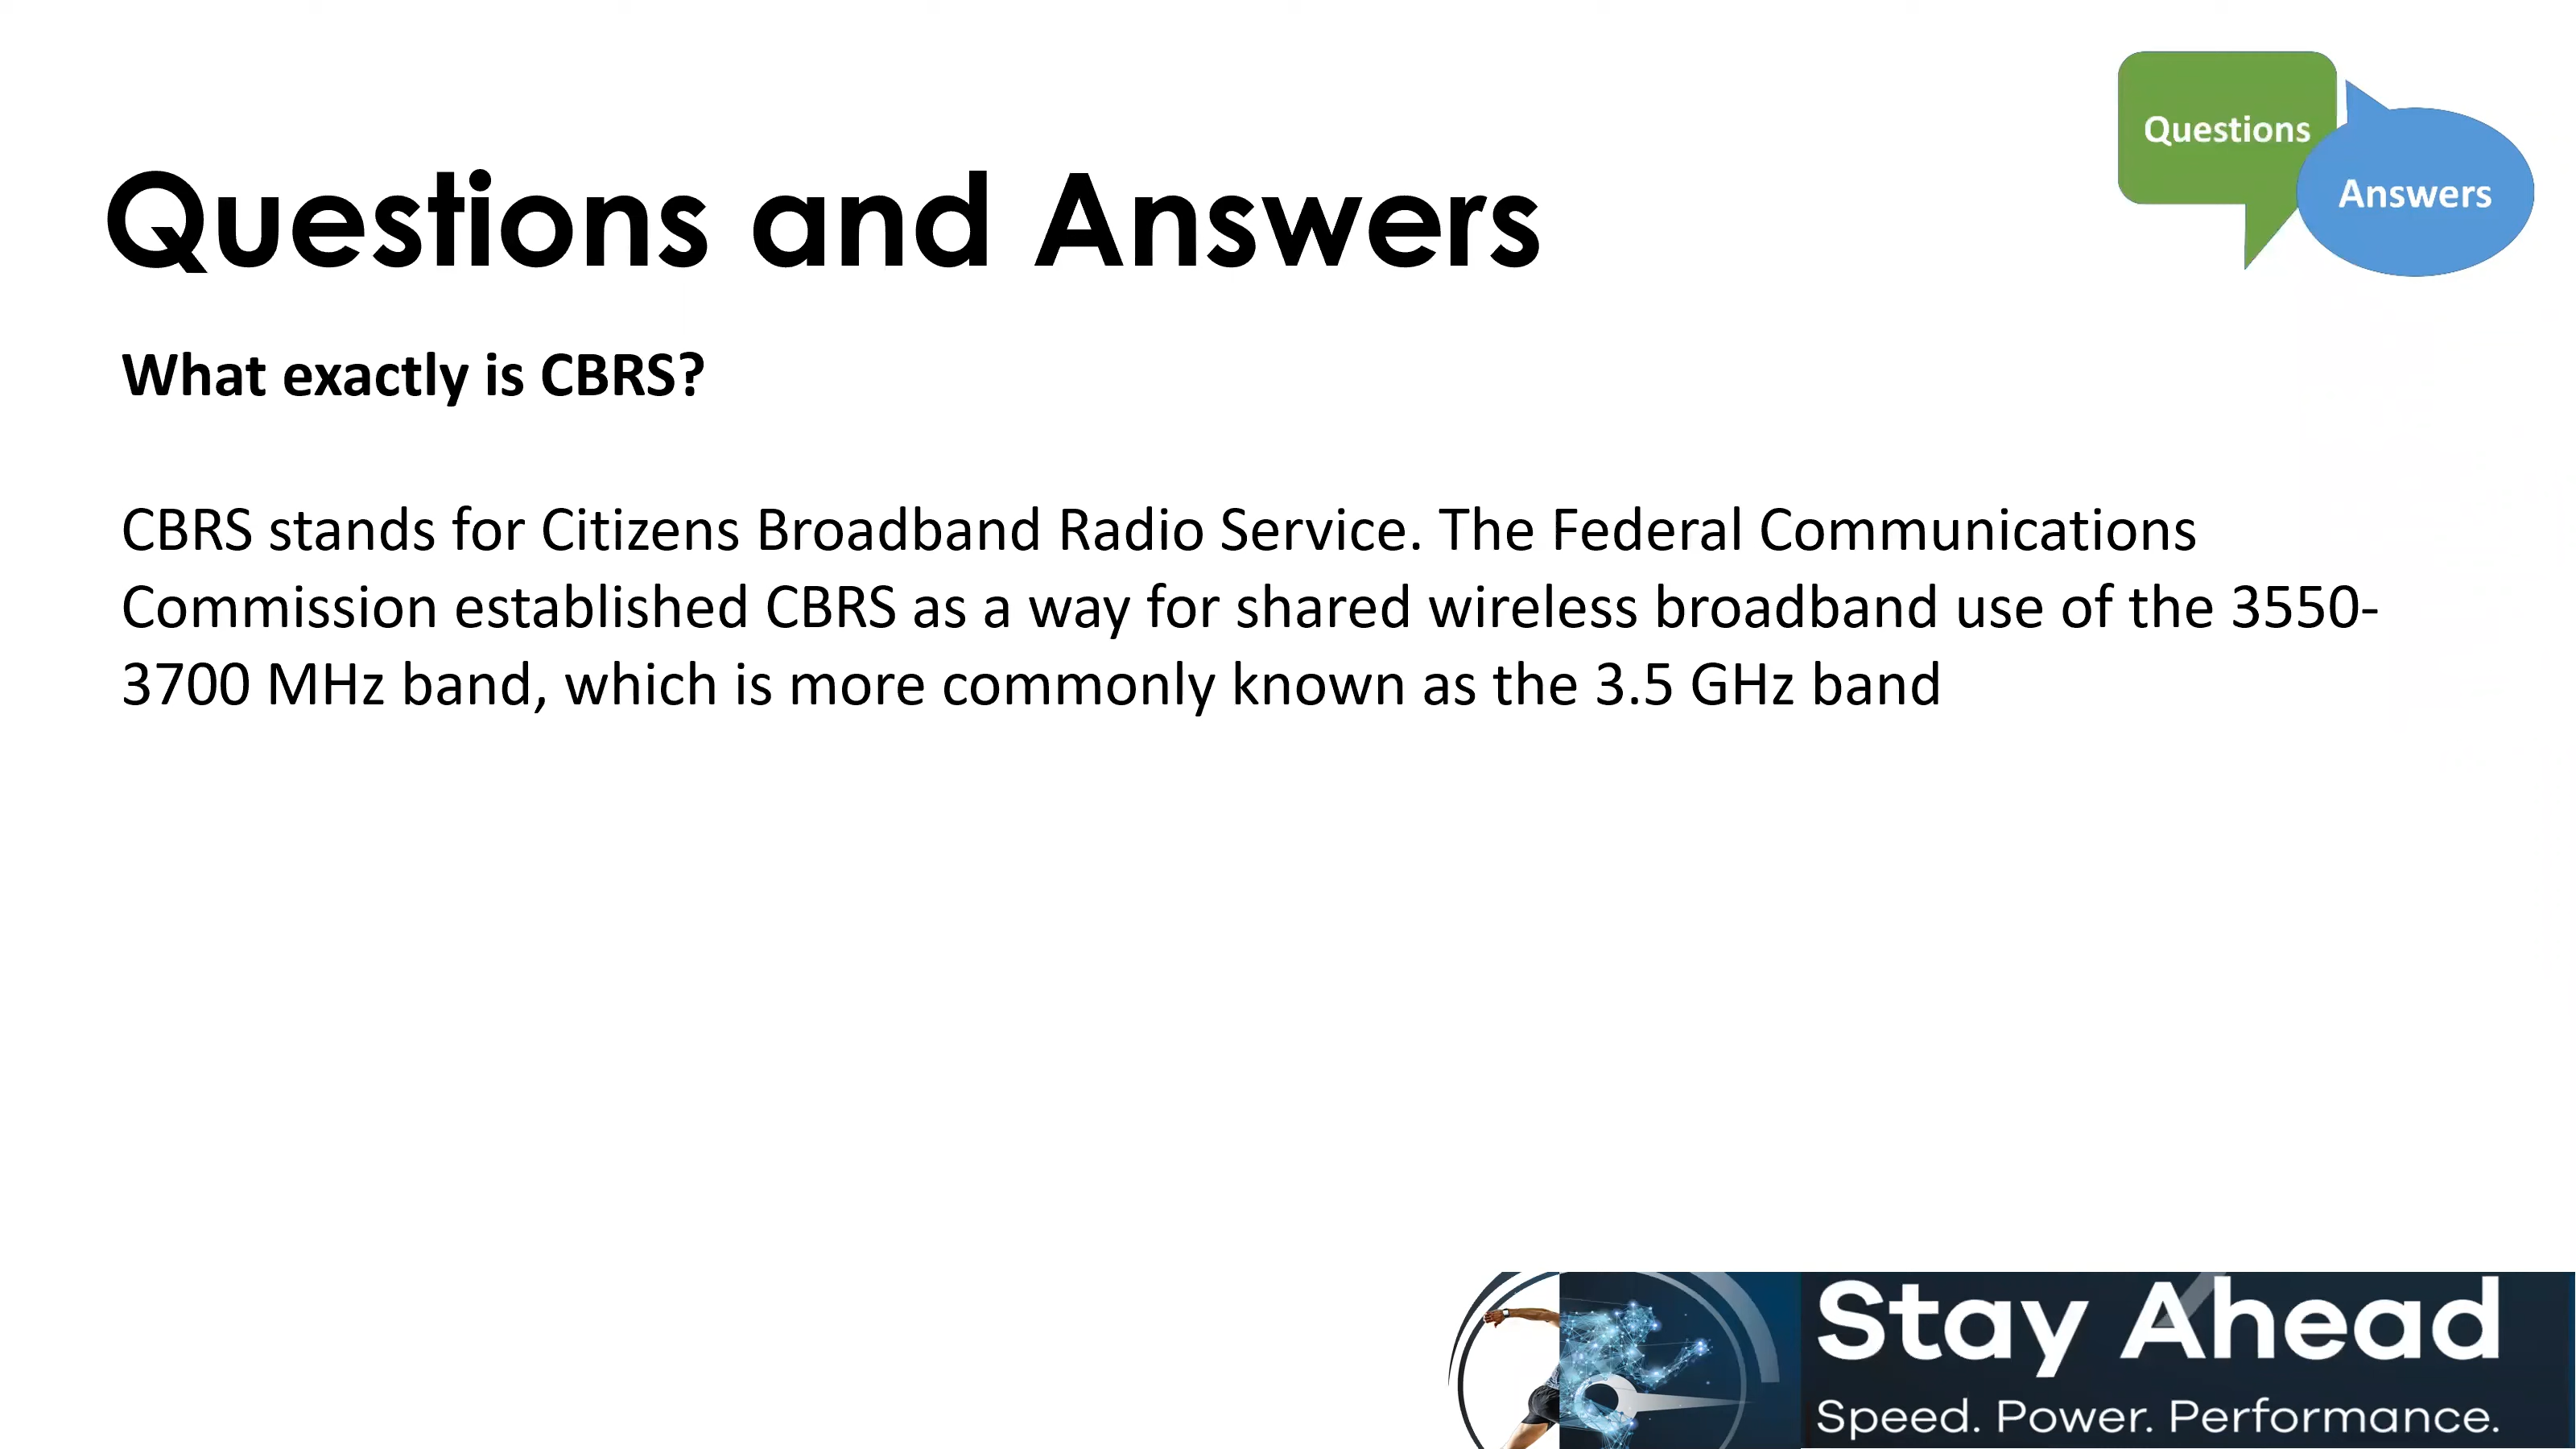 Questions
Answers
Questions and Answers
What exactly is CBRS?
CBRS stands for Citizens Broadband Radio Service. The Federal Communications
Commission established CBRS as a way for shared wireless broadband use of the 3550-
3700 MHz band, which is more commonly known as the 3.5 GHz band
Stay Ahead
Speed. Power. Performance.